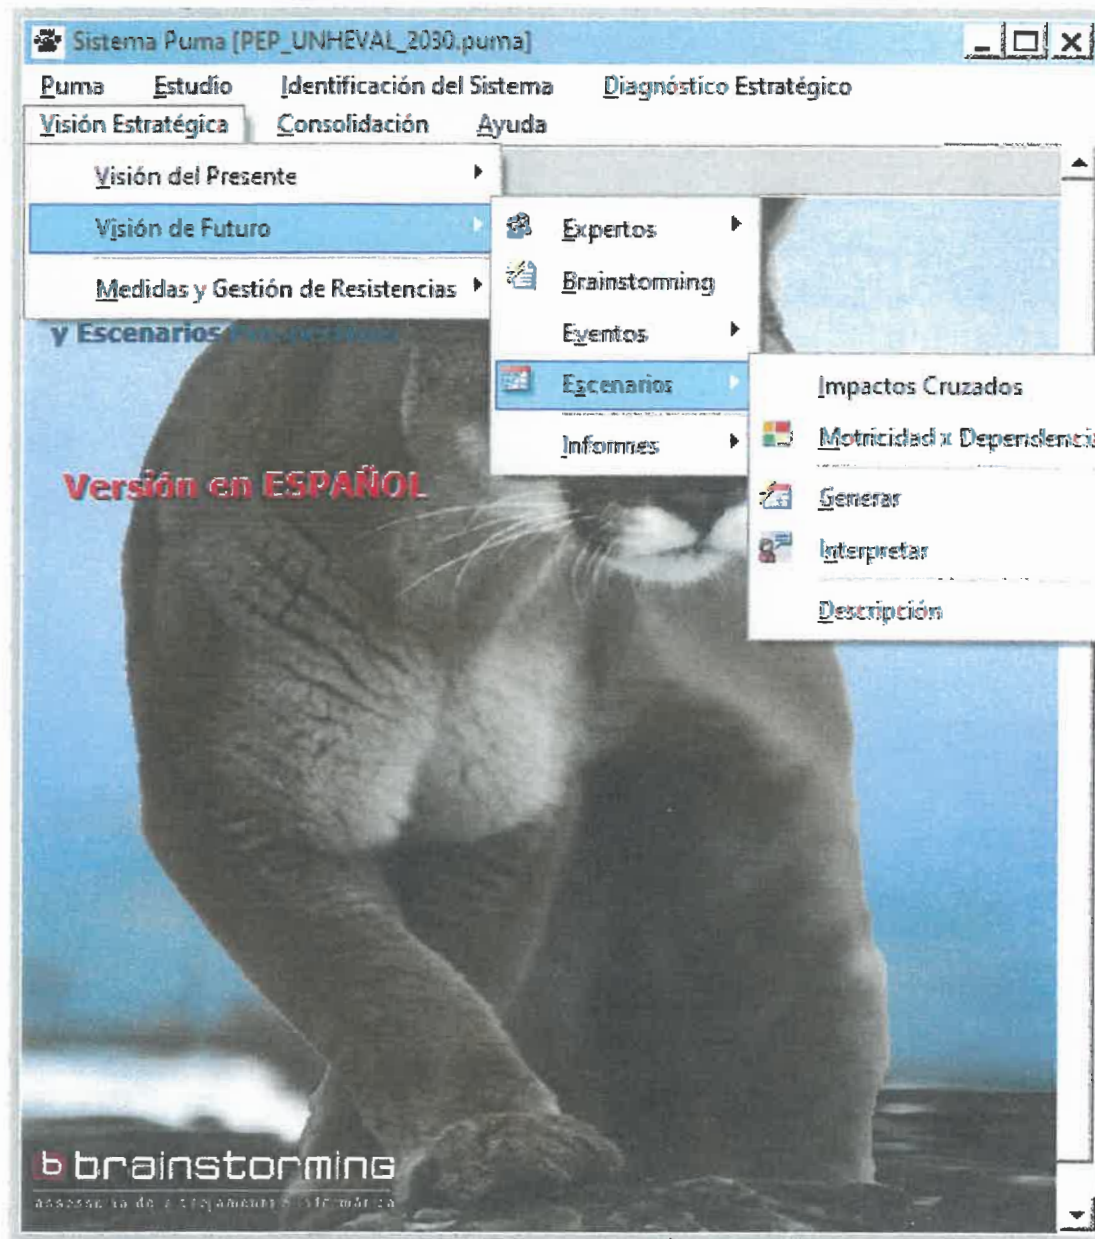 Sistema Puma [PEP_UNHEVAL_2030.puma]
Puma Estudio Identificación del Sistema Diagnóstico Estratégico
Visión Estratégica Consolidación Ayuda
Visión del Presente
Visión de Futuro
Medidas y Gestión de Resistencias
Expertos
Brainstorming
Eventos
Escenarios
Informes
Impactos Cruzados
Motricidad x Dependencia
Generar
Interpretar
Descripción
y Escenarios
Versión en ESPAÑOL
b brainstorming